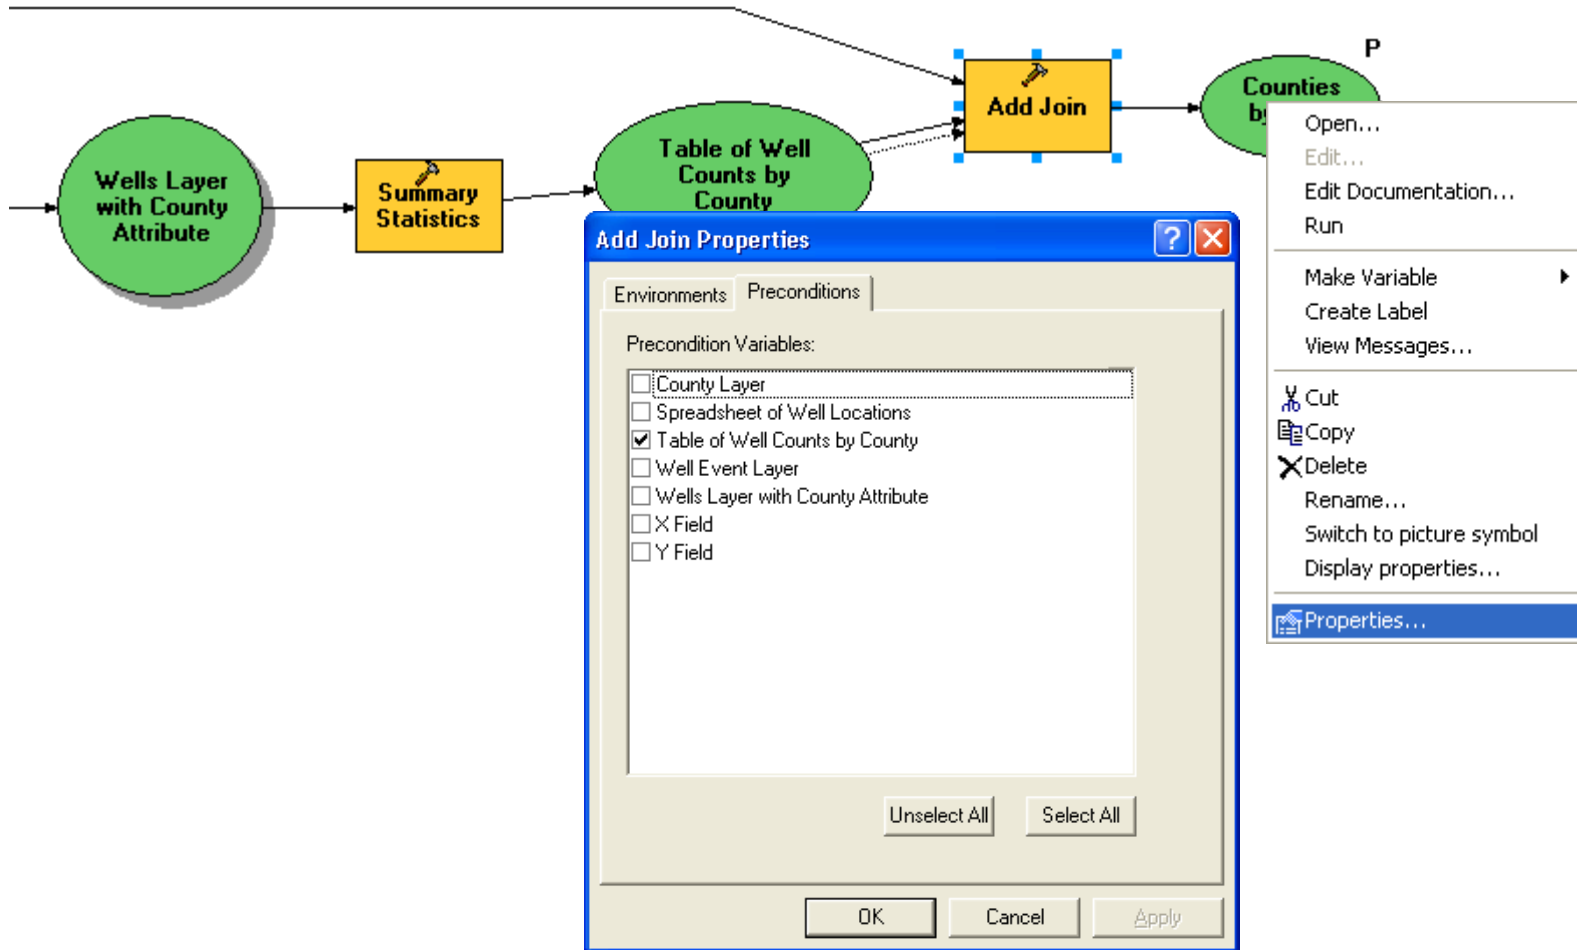 P
Wells Layer
with County
Attribute
Summary
Statistics
Table of Well
Counts by
County
Add Join
Counties
Add Join Properties
Environments
Preconditions
Precondition Variables:
County Layer
Spreadsheet of Well Locations
Table of Well Counts by County
Well Event Layer
Wells Layer with County Attribute
X Field
Y Field
Unselect All
Select All
OK
Cancel
Apply
Open...
Edit...
Edit Documentation...
Run
Make Variable
Create Label
View Messages...
Cut
Copy
Delete
Rename...
Switch to picture symbol
Display properties...
Properties...